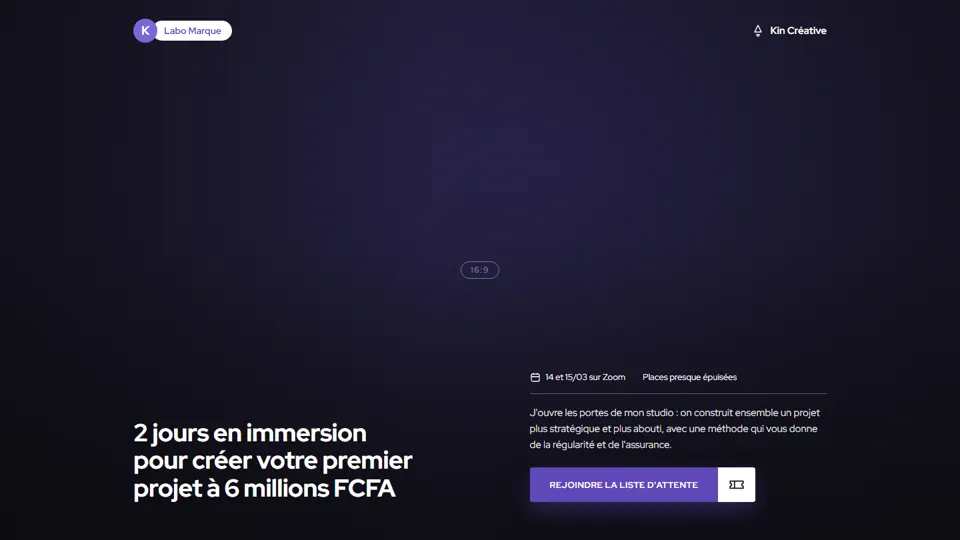 K Labo Marque
Kin Créative
16:9
14 et 15/03 sur Zoom Places presque épuisées
J'ouvre les portes de mon studio : on construit ensemble un projet
plus stratégique et plus abouti, avec une méthode qui vous donne
de la régularité et de l'assurance.
2 jours en immersion
pour créer votre premier
projet à 6 millions FCFA
REJOINDRE LA LISTE D'ATTENTE